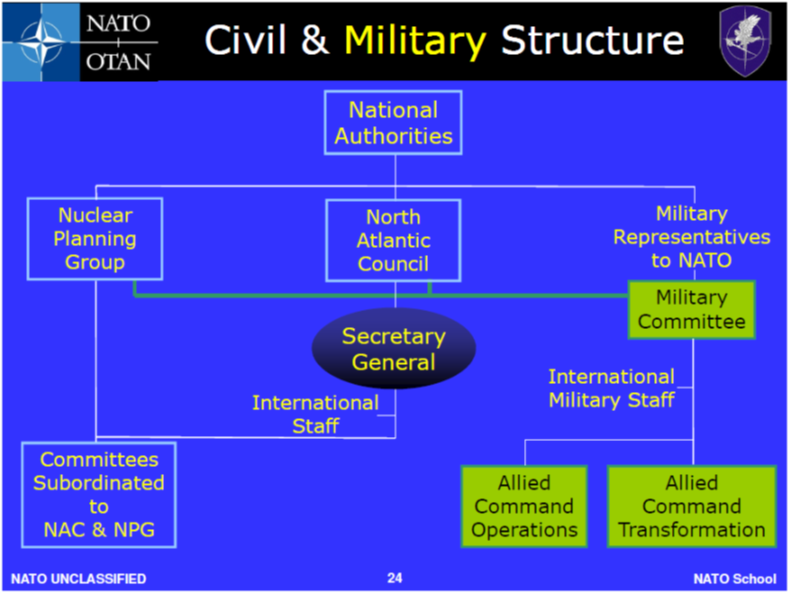 NATO
OTAN
Civil & Military Structure
National
Authorities
Nuclear
Planning
Group
North
Atlantic
Council
Military
Representatives
to NATO
Military
Committee
Secretary
General
International
Staff
International
Military Staff
Committees
Subordinated
to
NAC & NPG
Allied
Command
Operations
Allied
Command
Transformation
NATO UNCLASSIFIED
24
NATO School